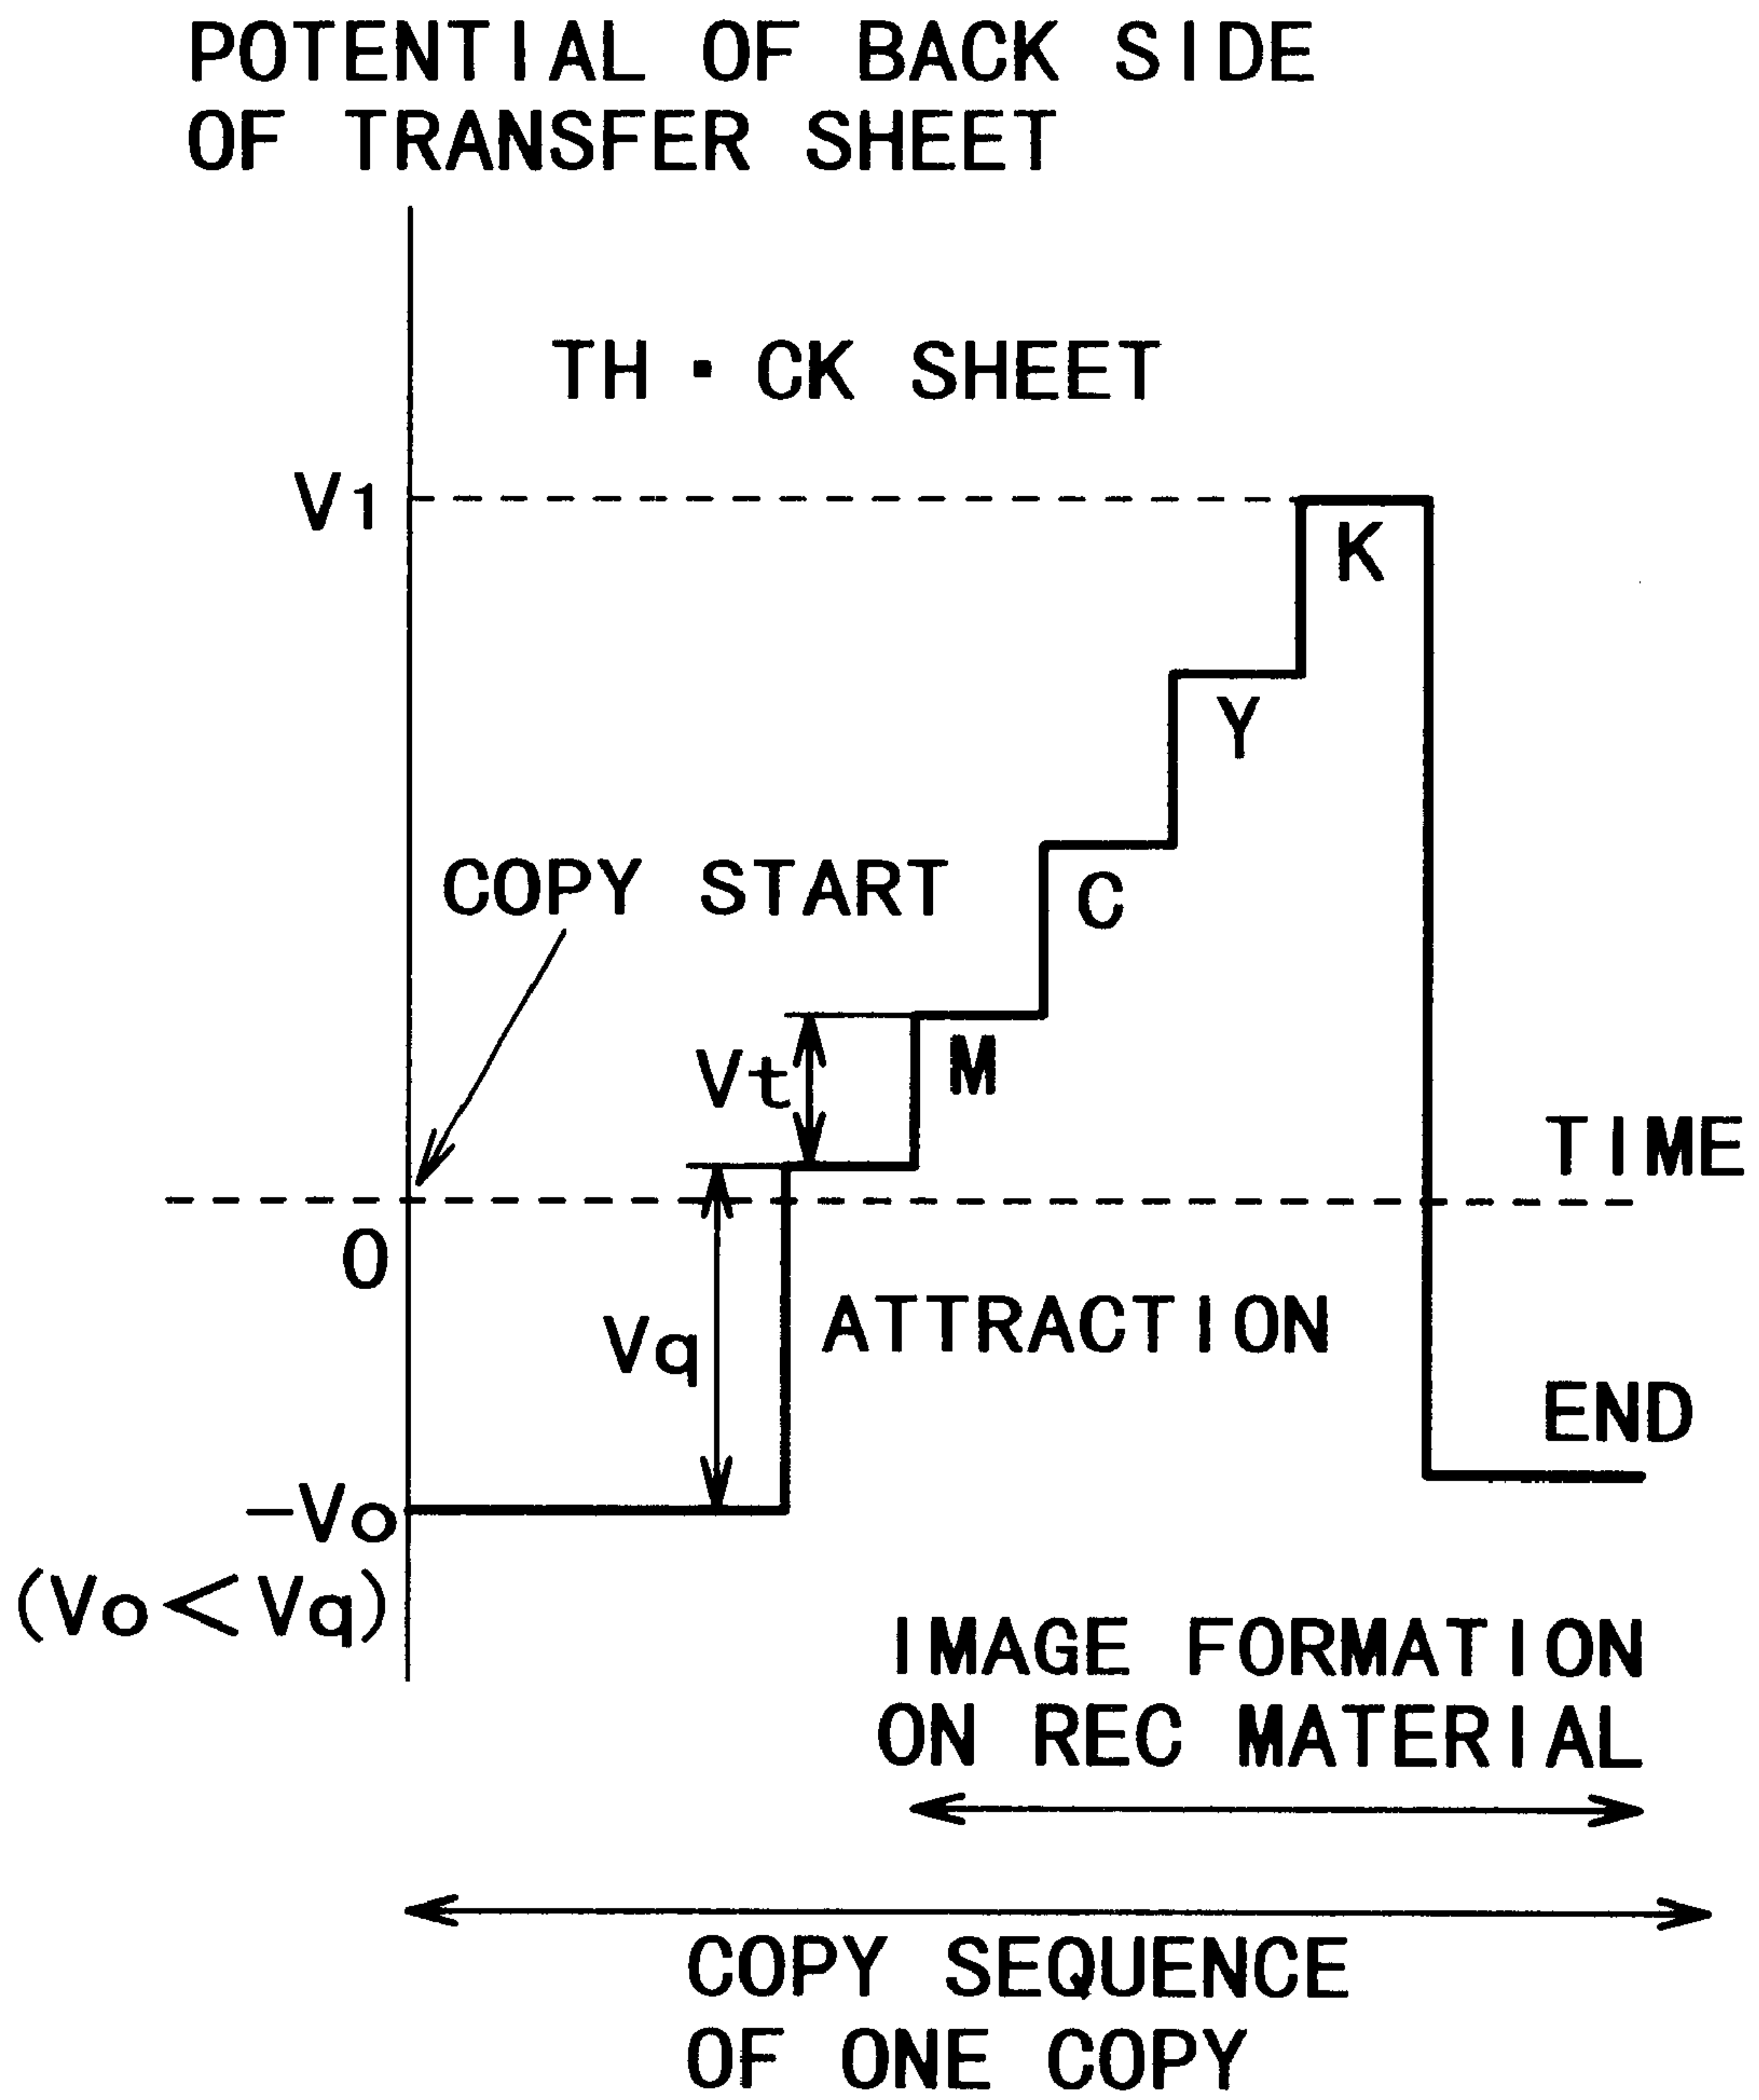 POTENTIAL OF BACK SIDE
OF TRANSFER SHEET
TH·CK SHEET
V1
K
Y
COPY START
C
Vt
M
TIME
0
ATTRACTION
Vq
END
-Vo
(Vo<Vq)
IMAGE FORMATION
ON REC MATERIAL
COPY SEQUENCE
OF ONE COPY